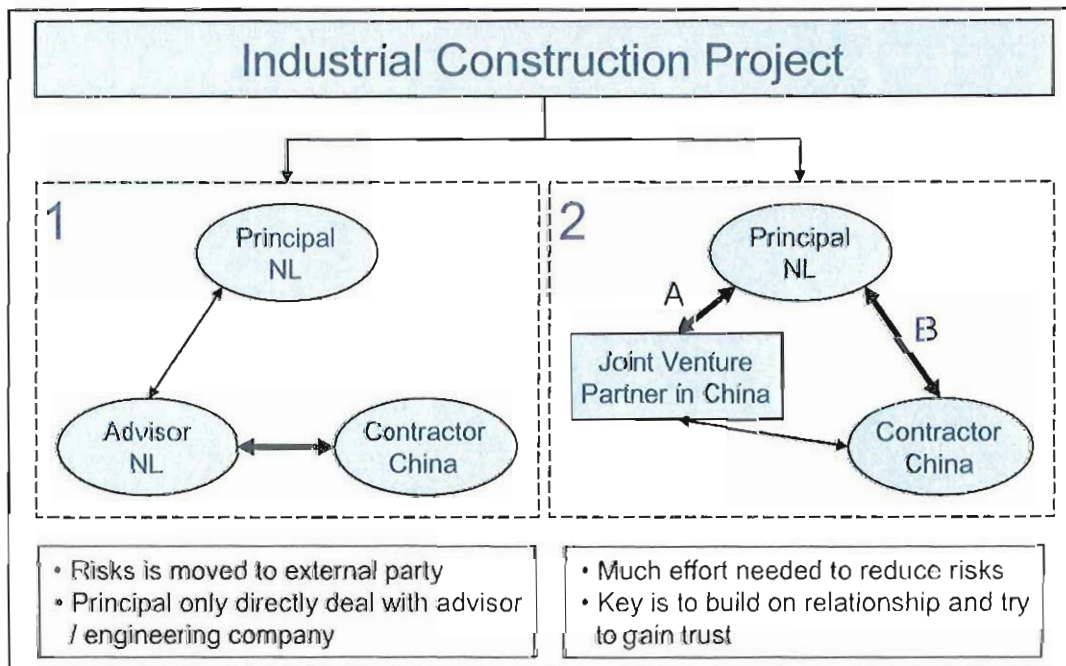 Industrial Construction Project
1
Principal
NL
Advisor
NL
Contractor
China
2
Principal
NL
A
B
Joint Venture
Partner in China
Contractor
China
• Risks is moved to external party
• Principal only directly deal with advisor
/ engineering company
• Much effort needed to reduce risks
• Key is to build on relationship and try
to gain trust